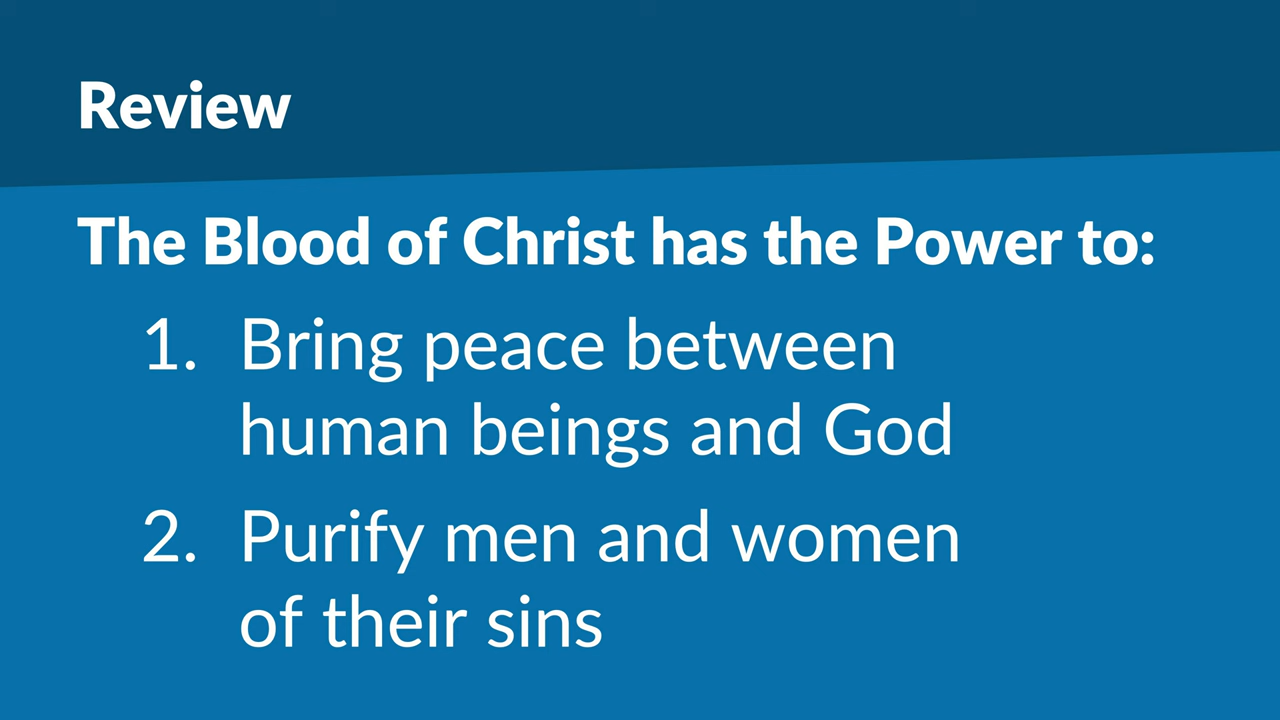 Review
The Blood of Christ has the Power to:
1. Bring peace between
human beings and God
2. Purify men and women
of their sins